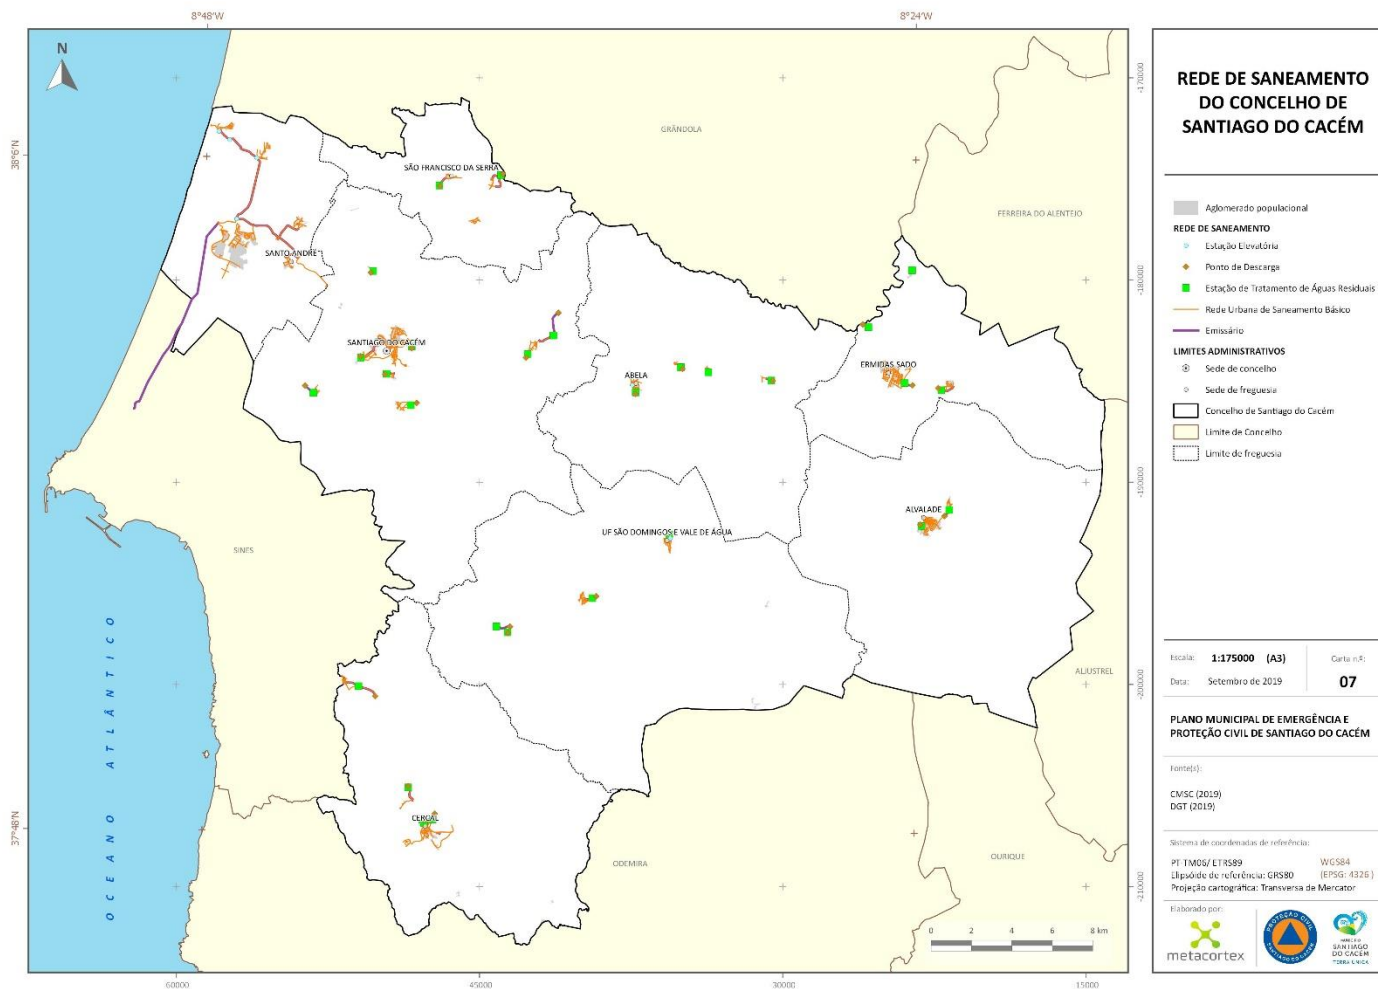 8°48'W
8°24'W
N
GRÂNDOLA
-170000
38°6'N
SÃO FRANCISCO DA SERRA
FERREIRA DO ALENTEJO
SANTO ANDRÉ
-180000
SANTIAGO DO CACÉM
ABELA
ERMIDAS SADO
-190000
ALVALADE
UF SÃO DOMINGOS E VALE DE ÁGUA
SINES
OCEANO ATLÂNTICO
ALJUSTREL
-200000
CERCAL
37°48'N
ODEMIRA
OURIQUE
-210000
0 2 4 6 8 km
-60000
-45000
-30000
-15000
REDE DE SANEAMENTO
DO CONCELHO DE
SANTIAGO DO CACÉM
Aglomerado populacional
REDE DE SANEAMENTO
Estação Elevatória
Ponto de Descarga
Estação de Tratamento de Águas Residuais
Rede Urbana de Saneamento Básico
Emissário
LIMITES ADMINISTRATIVOS
Sede de concelho
Sede de freguesia
Concelho de Santiago do Cacém
Limite de Concelho
Limite de freguesia
Escala: 1:175000 (A3)
Carta n.º:
Data: Setembro de 2019
07
PLANO MUNICIPAL DE EMERGÊNCIA E
PROTEÇÃO CIVIL DE SANTIAGO DO CACÉM
Fonte(s):
CMSC (2019)
DGT (2019)
Sistema de coordenadas de referência:
PT-TM06/ ETRS89 WGS84
Elipsóide de referência: GRS80 (EPSG: 4326 )
Projeção cartográfica: Transversa de Mercator
Elaborado por:
metacortex
PROTEÇÃO CIVIL
SANTIAGO DO CACÉM
SANTIAGO
DO CACÉM
TERRA ÚNICA